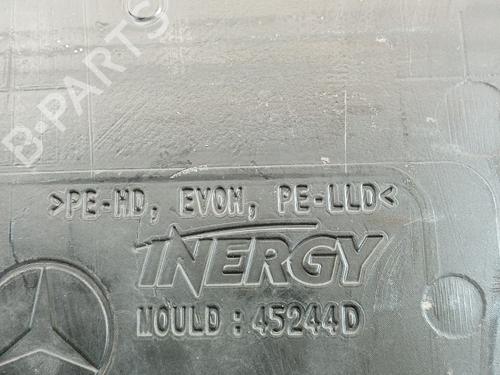 B-PARTS
>PE-HD, EVOH, PE-LLD<
INERGY
MOULD : 45244D